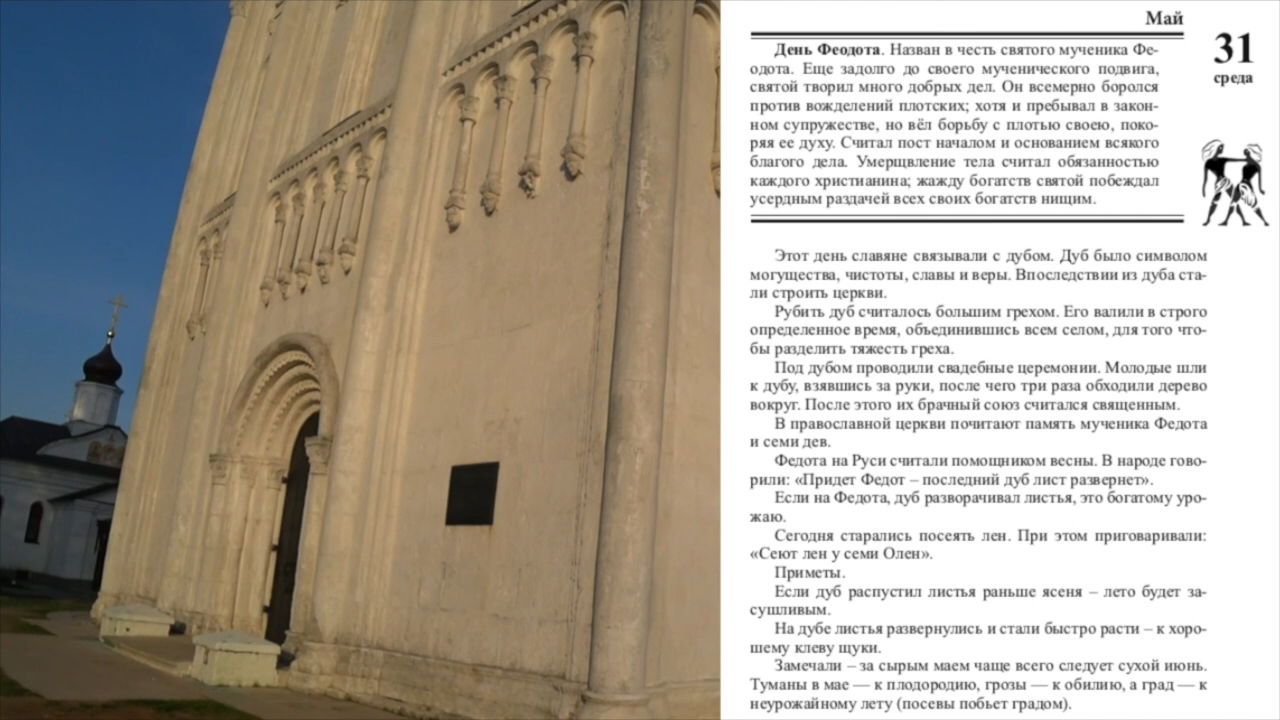 Май
31
среда
День Феодота. Назван в честь святого мученика Фе-
одота. Еще задолго до своего мученического подвига,
святой творил много добрых дел. Он всемерно боролся
против вожделений плотских; хотя и пребывал в закон-
ном супружестве, но вёл борьбу с плотью своею, поко-
ряя ее духу. Считал пост началом и основанием всякого
благого дела. Умерщвление тела считал обязанностью
каждого христианина; жажду богатств святой побеждал
усердным раздачей всех своих богатств нищим.
Этот день славяне связывали с дубом. Дуб было символом
могущества, чистоты, славы и веры. Впоследствии из дуба ста-
ли строить церкви.
Рубить дуб считалось большим грехом. Его валили в строго
определенное время, объединившись всем селом, для того что-
бы разделить тяжесть греха.
Под дубом проводили свадебные церемонии. Молодые шли
к дубу, взявшись за руки, после чего три раза обходили дерево
вокруг. После этого их брачный союз считался священным.
В православной церкви почитают память мученика Федота
и семи дев.
Федота на Руси считали помощником весны. В народе гово-
рили: «Придет Федот – последний дуб лист развернет».
Если на Федота, дуб разворачивал листья, это богатому уро-
жаю.
Сегодня старались посеять лен. При этом приговаривали:
«Сеют лен у семи Олен».
Приметы.
Если дуб распустил листья раньше ясеня – лето будет за-
сушливым.
На дубе листья развернулись и стали быстро расти – к хоро-
шему клеву щуки.
Замечали – за сырым маем чаще всего следует сухой июнь.
Туманы в мае — к плодородию, грозы — к обилию, а град — к
неурожайному лету (посевы побьет градом).